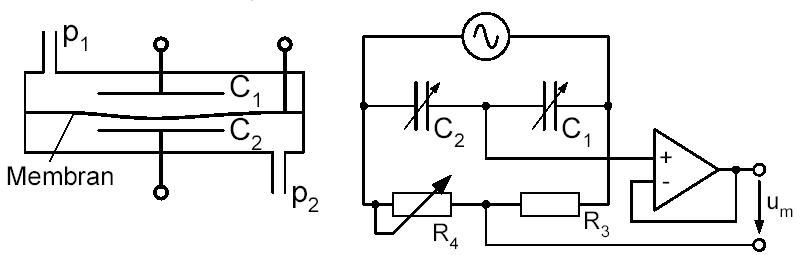 p₁
C₁
C₂
Membran
p₂
C₂
C₁
+
-
R₄
R₃
uₘ